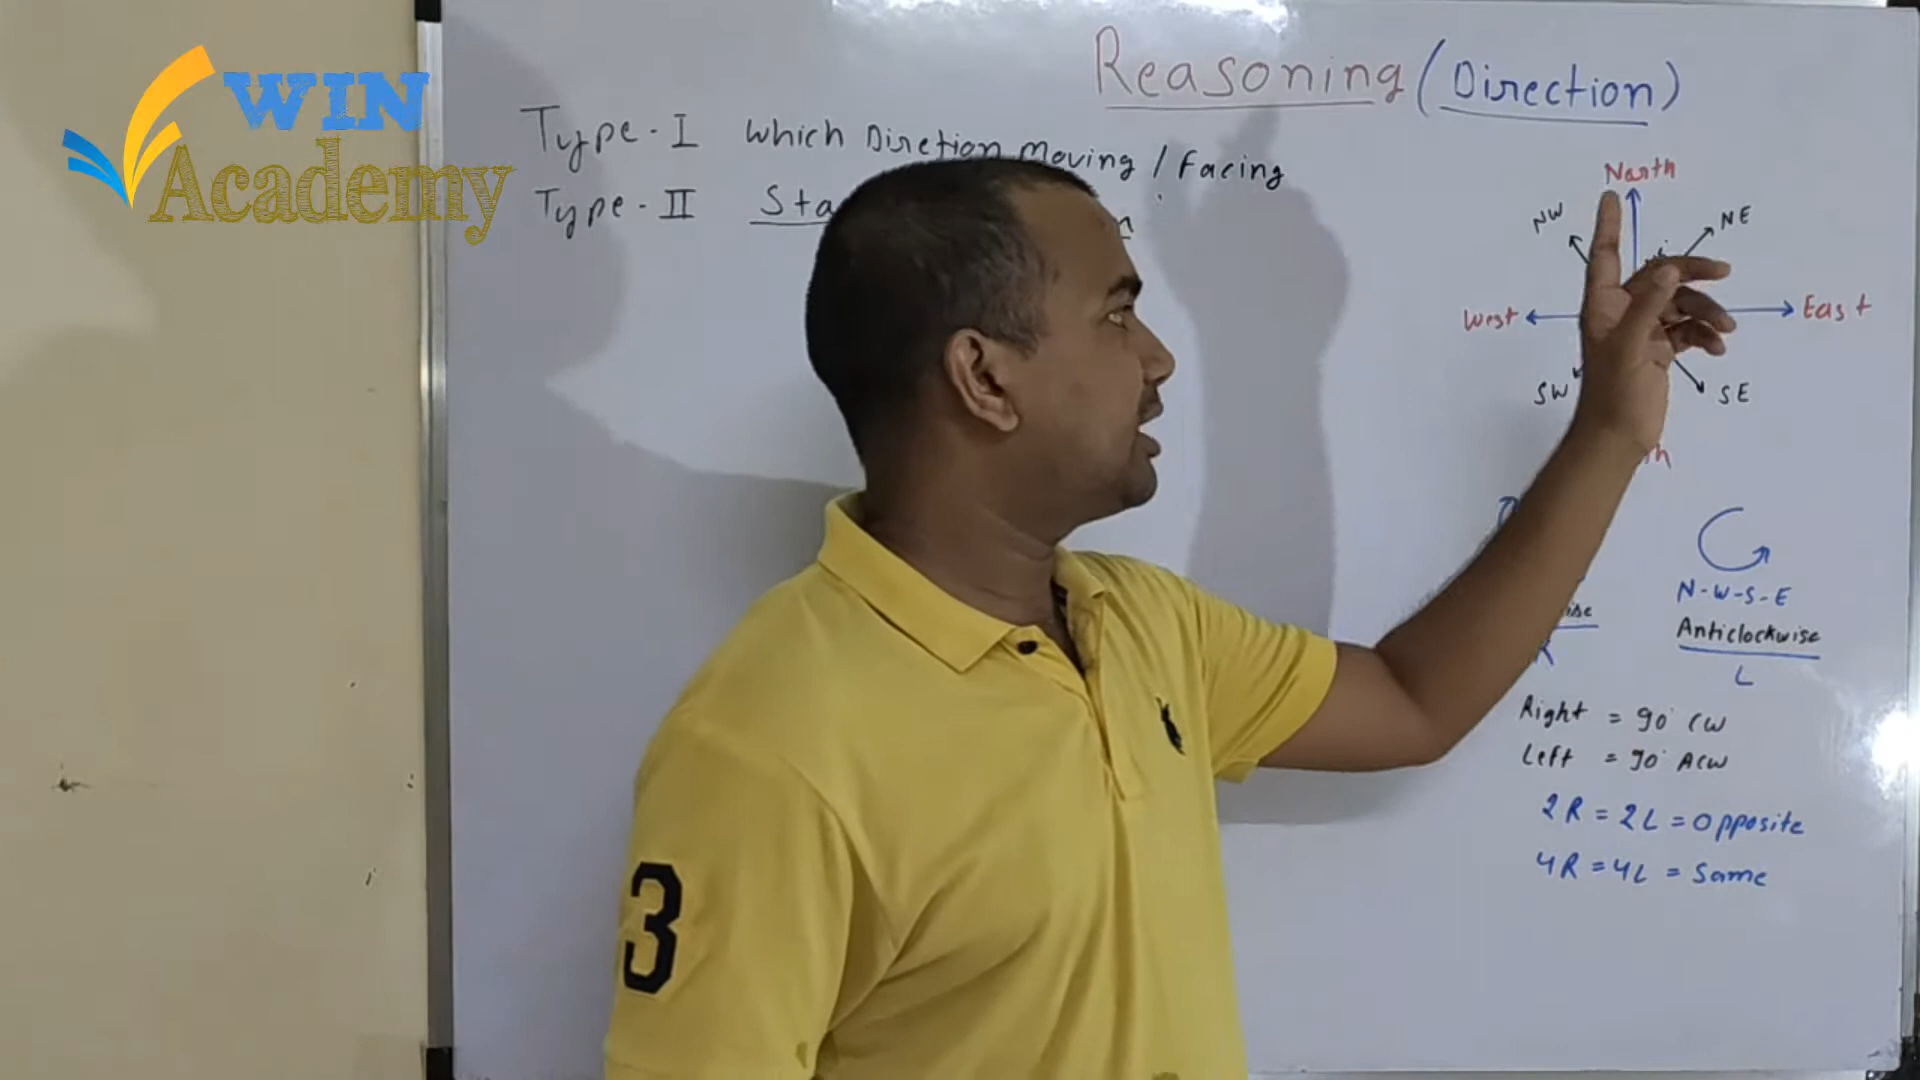 WIN
Academy
Reasoning (Direction)
Type-I Which Diretion Moving / Facing
Type-II
North
NW
NE
West
East
SW
SE
N-W-S-E
Anticlockwise
R
L
Right = 90° CW
Left = 90° ACW
2R = 2L = opposite
4R = 4L = Same
3